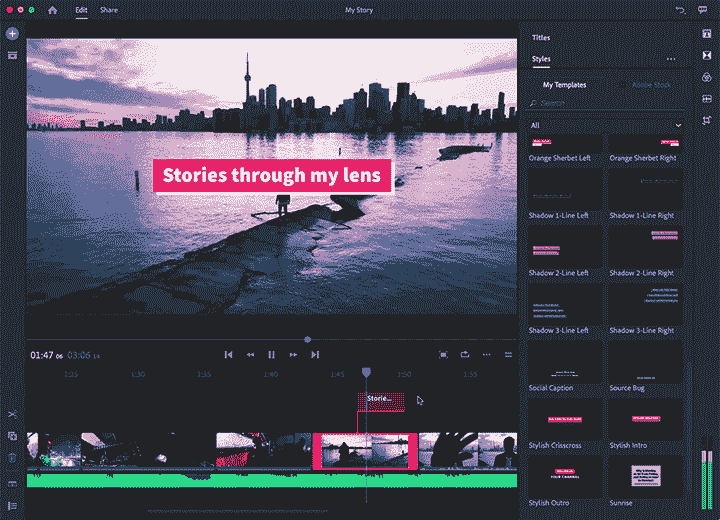 Edit
Share
My Story
Titles
Styles
My Templates
Adobe Stock
Search
All
Orange Sherbet Left
Orange Sherbet Right
Shadow 1-Line Left
Shadow 1-Line Right
Shadow 2-Line Left
Shadow 2-Line Right
Shadow 3-Line Left
Shadow 3-Line Right
Social Caption
Source Bug
Stylish Crisscross
Stylish Intro
YOUR CHANNEL
Stylish Outro
Sunrise
Stories through my lens
01:47 06
03:06 14
1:25
1:30
1:35
1:40
1:45
1:50
1:55
Storie...